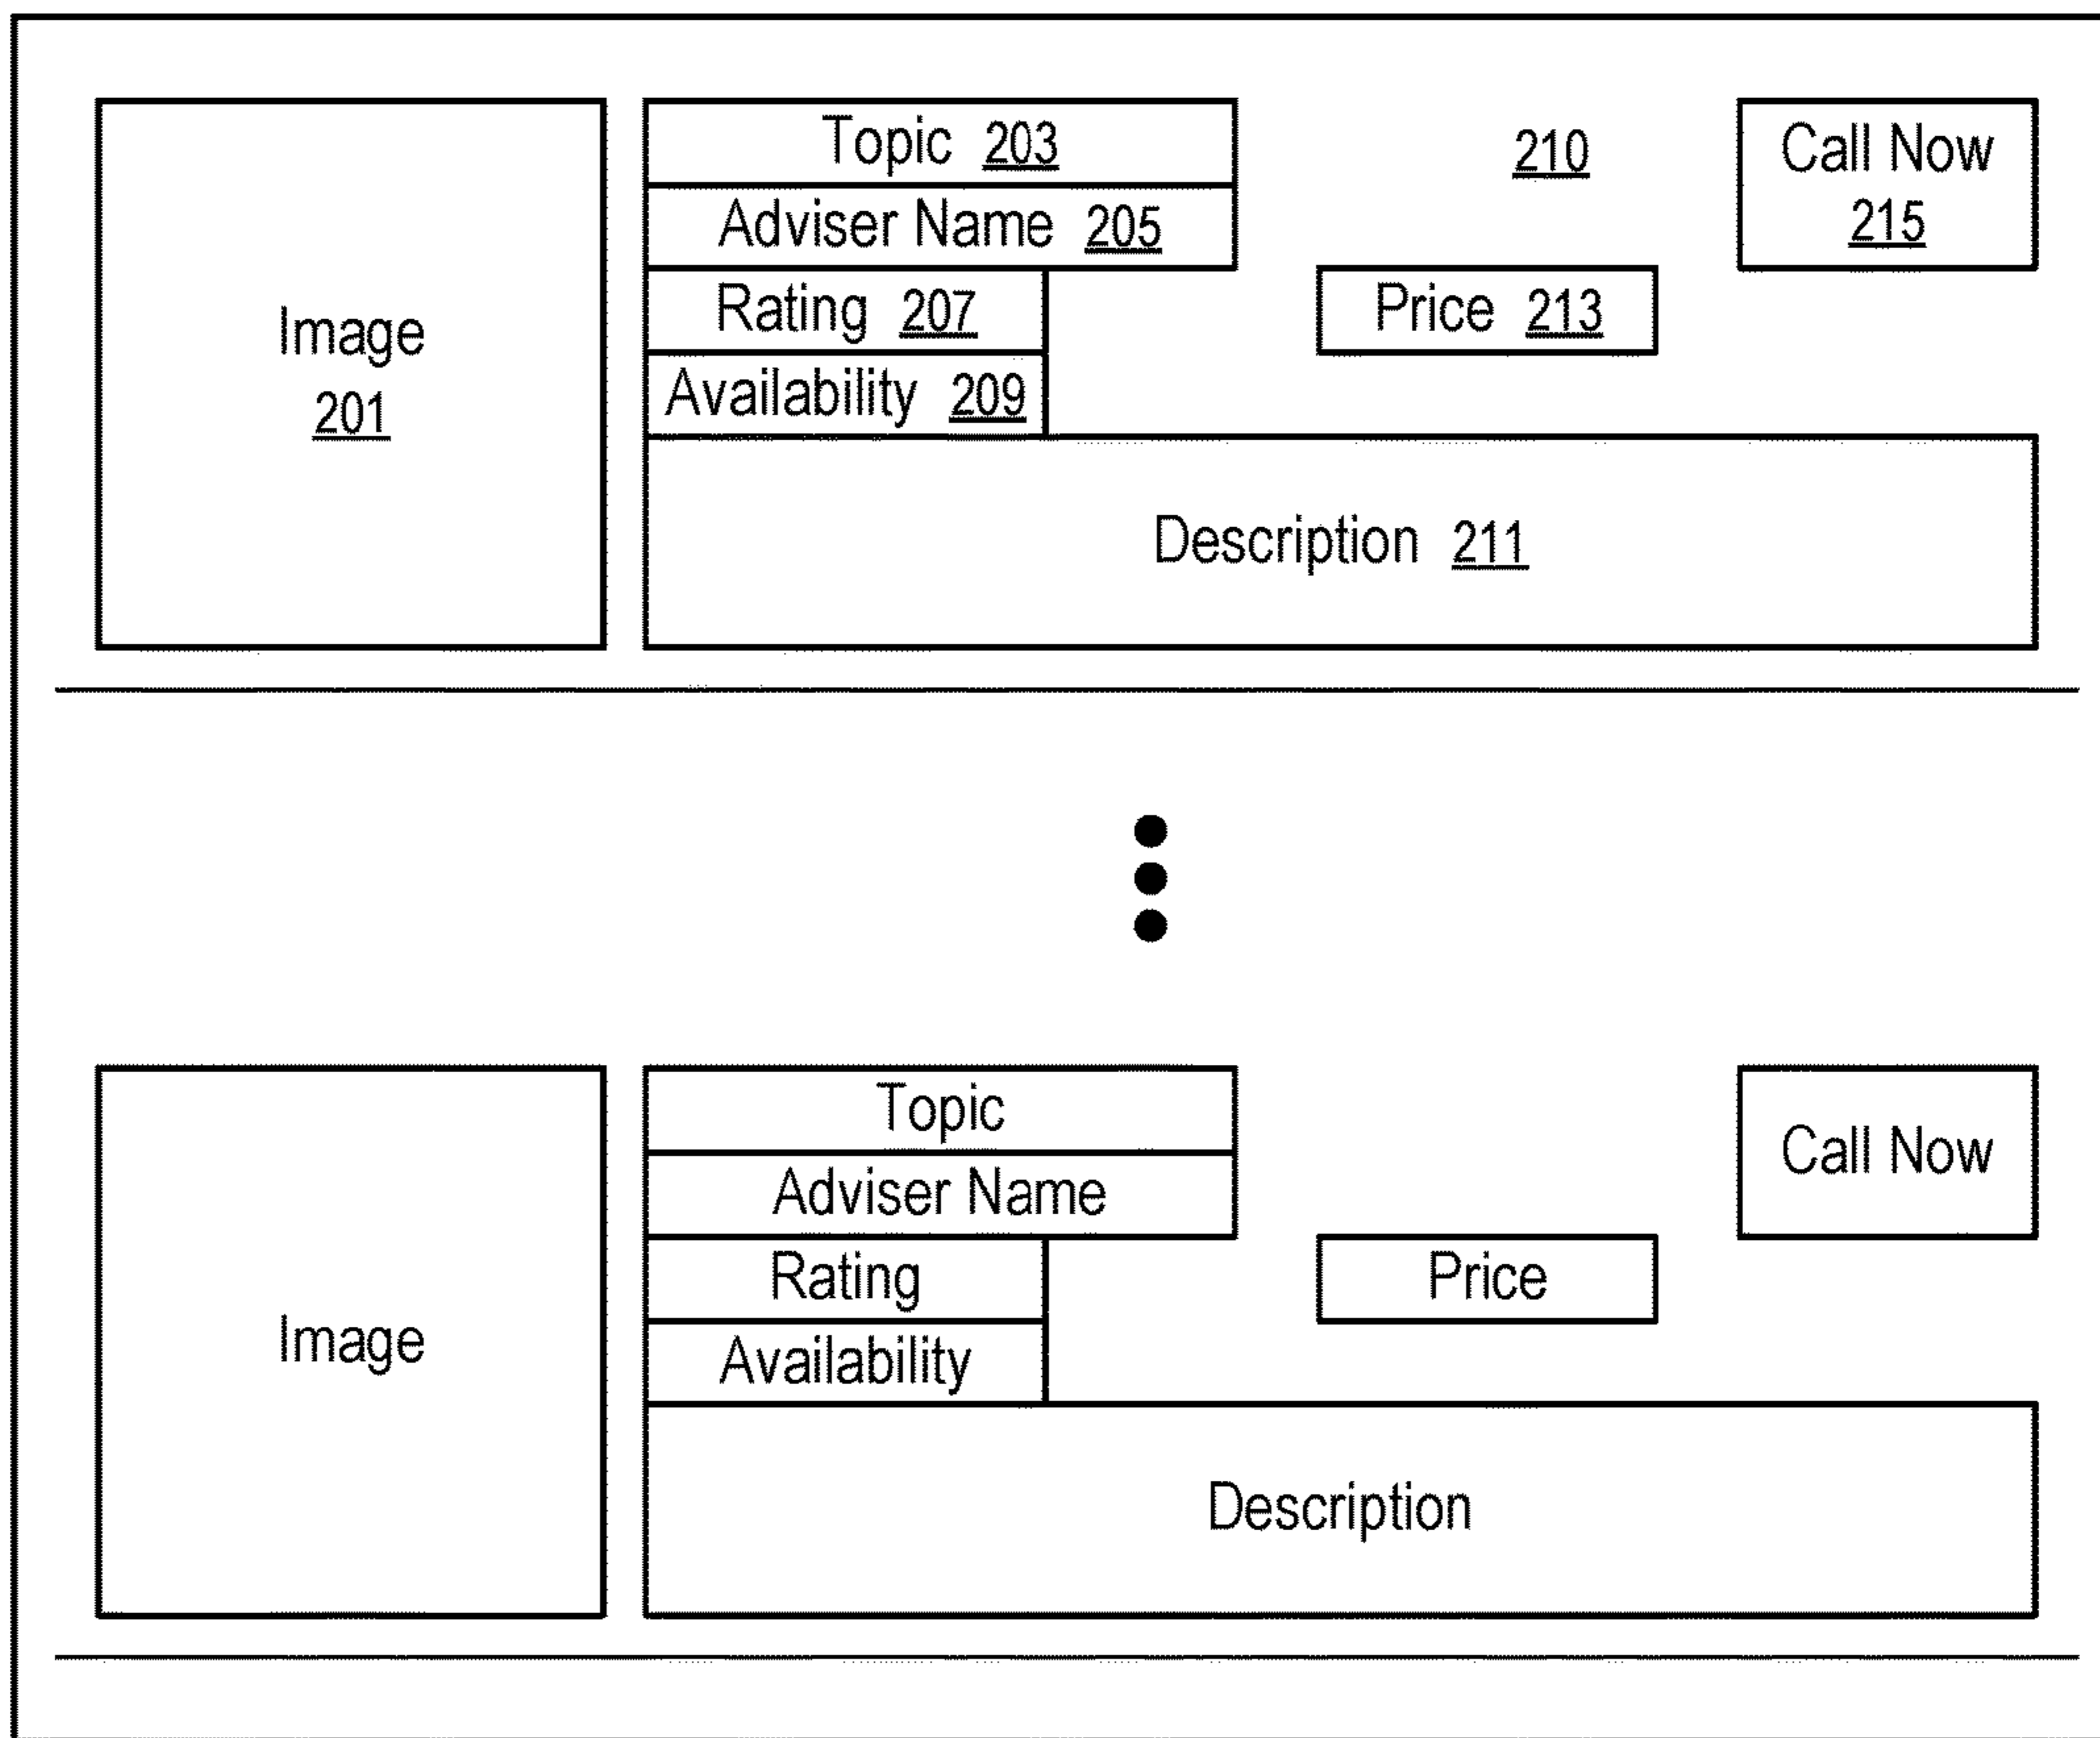 Image
201
Topic 203
Adviser Name 205
Rating 207
Availability 209
210
Price 213
Call Now
215
Description 211
Image
Topic
Adviser Name
Rating
Availability
Price
Call Now
Description